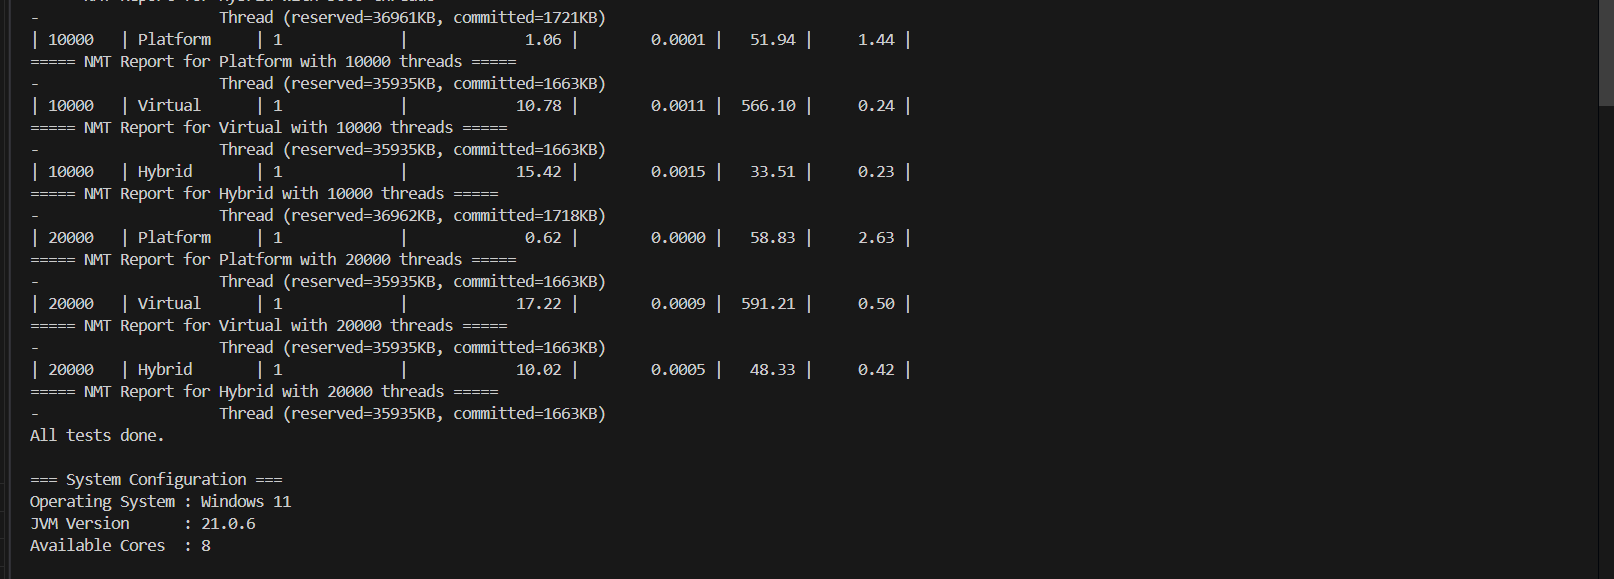 -                    Thread (reserved=36961KB, committed=1721KB)
| 10000   | Platform     | 1             |             1.06 |        0.0001 |   51.94 |     1.44 |
===== NMT Report for Platform with 10000 threads =====
-                    Thread (reserved=35935KB, committed=1663KB)
| 10000   | Virtual      | 1             |            10.78 |        0.0011 |  566.10 |     0.24 |
===== NMT Report for Virtual with 10000 threads =====
-                    Thread (reserved=35935KB, committed=1663KB)
| 10000   | Hybrid       | 1             |            15.42 |        0.0015 |   33.51 |     0.23 |
===== NMT Report for Hybrid with 10000 threads =====
-                    Thread (reserved=36962KB, committed=1718KB)
| 20000   | Platform     | 1             |             0.62 |        0.0000 |   58.83 |     2.63 |
===== NMT Report for Platform with 20000 threads =====
-                    Thread (reserved=35935KB, committed=1663KB)
| 20000   | Virtual      | 1             |            17.22 |        0.0009 |  591.21 |     0.50 |
===== NMT Report for Virtual with 20000 threads =====
-                    Thread (reserved=35935KB, committed=1663KB)
| 20000   | Hybrid       | 1             |            10.02 |        0.0005 |   48.33 |     0.42 |
===== NMT Report for Hybrid with 20000 threads =====
-                    Thread (reserved=35935KB, committed=1663KB)
All tests done.
=== System Configuration ===
Operating System : Windows 11
JVM Version      : 21.0.6
Available Cores  : 8